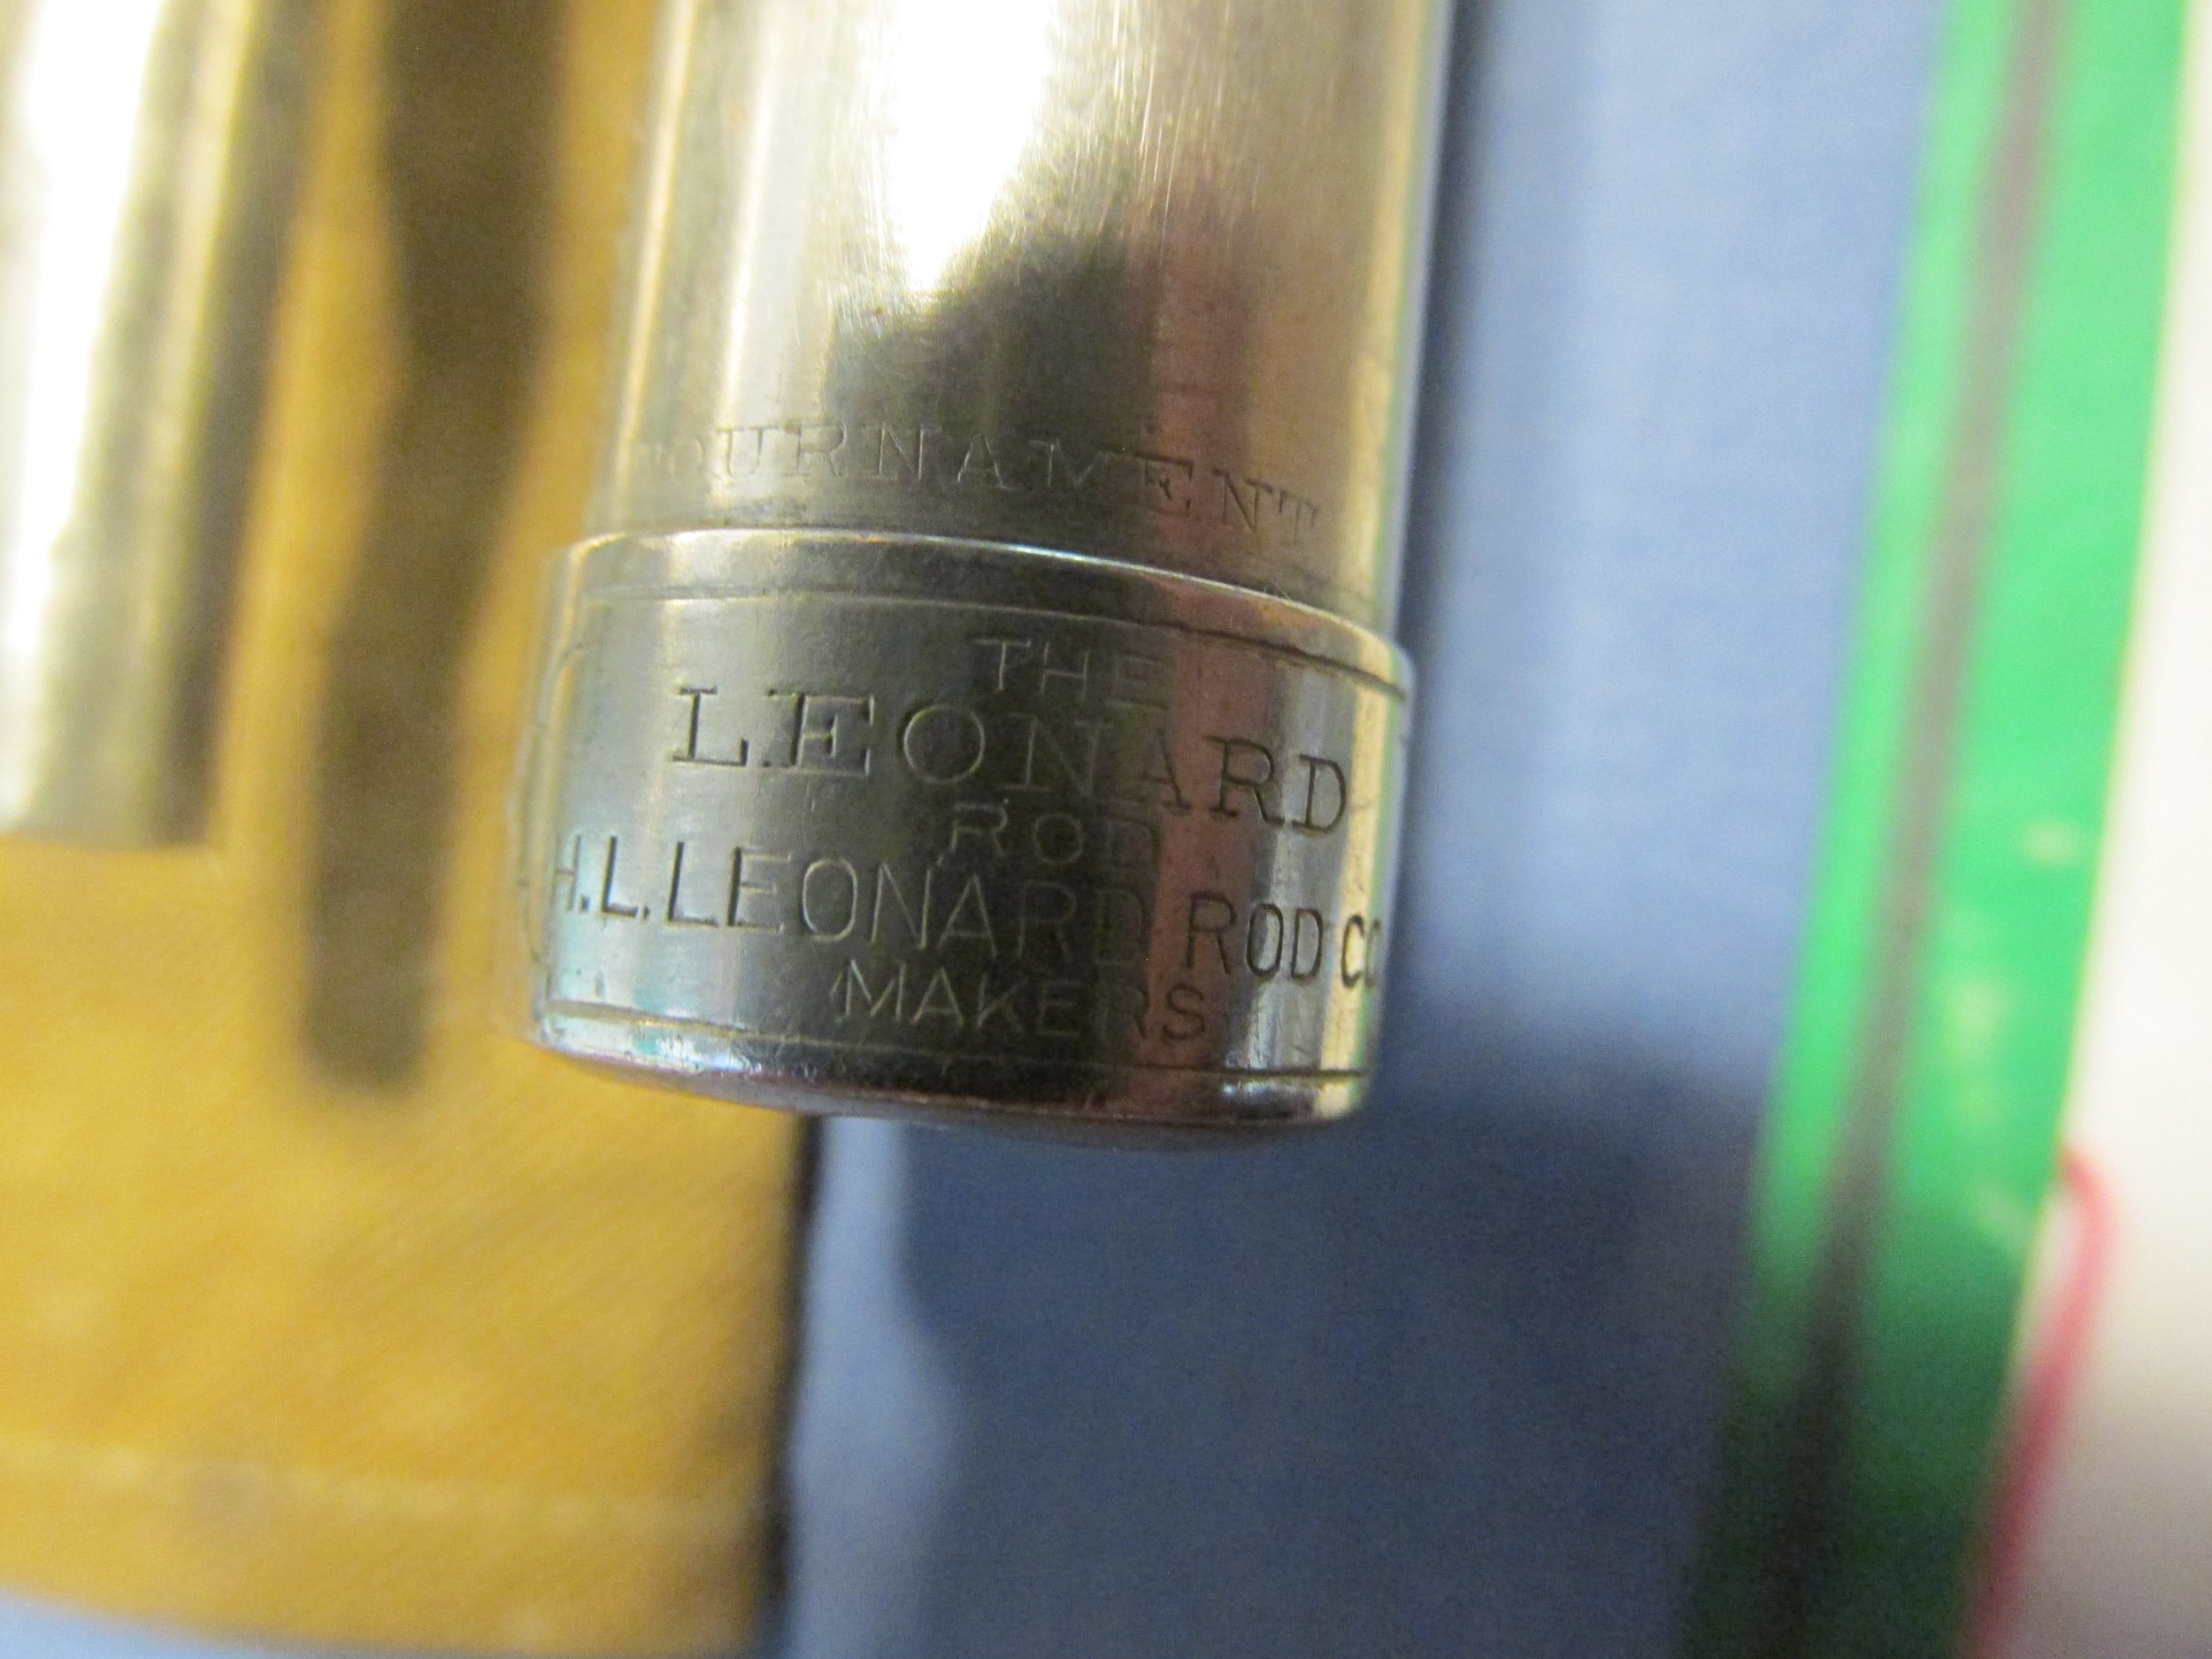 TOURNAMENT
THE
LEONARD
ROD
H.L.LEONARD ROD CO
MAKERS